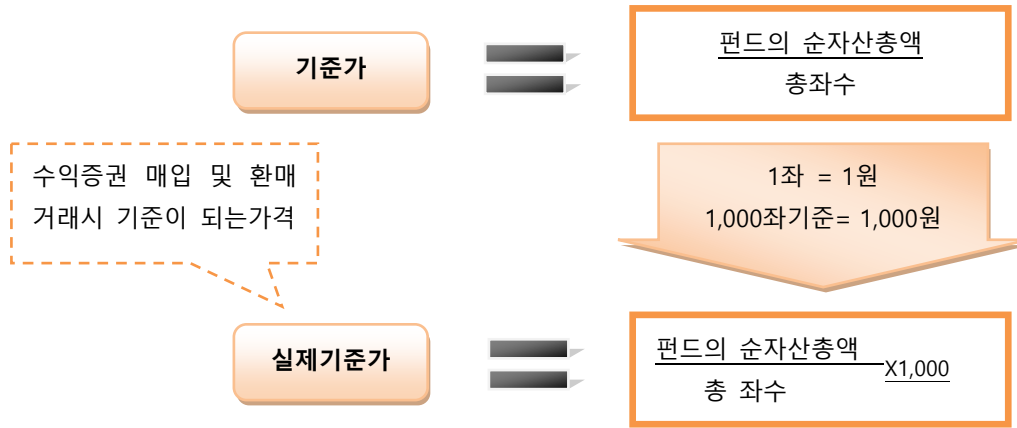 기준가
펀드의 순자산총액
총좌수
수익증권 매입 및 환매
거래시 기준이 되는가격
1좌 = 1원
1,000좌기준= 1,000원
실제기준가
펀드의 순자산총액
X1,000
총 좌수